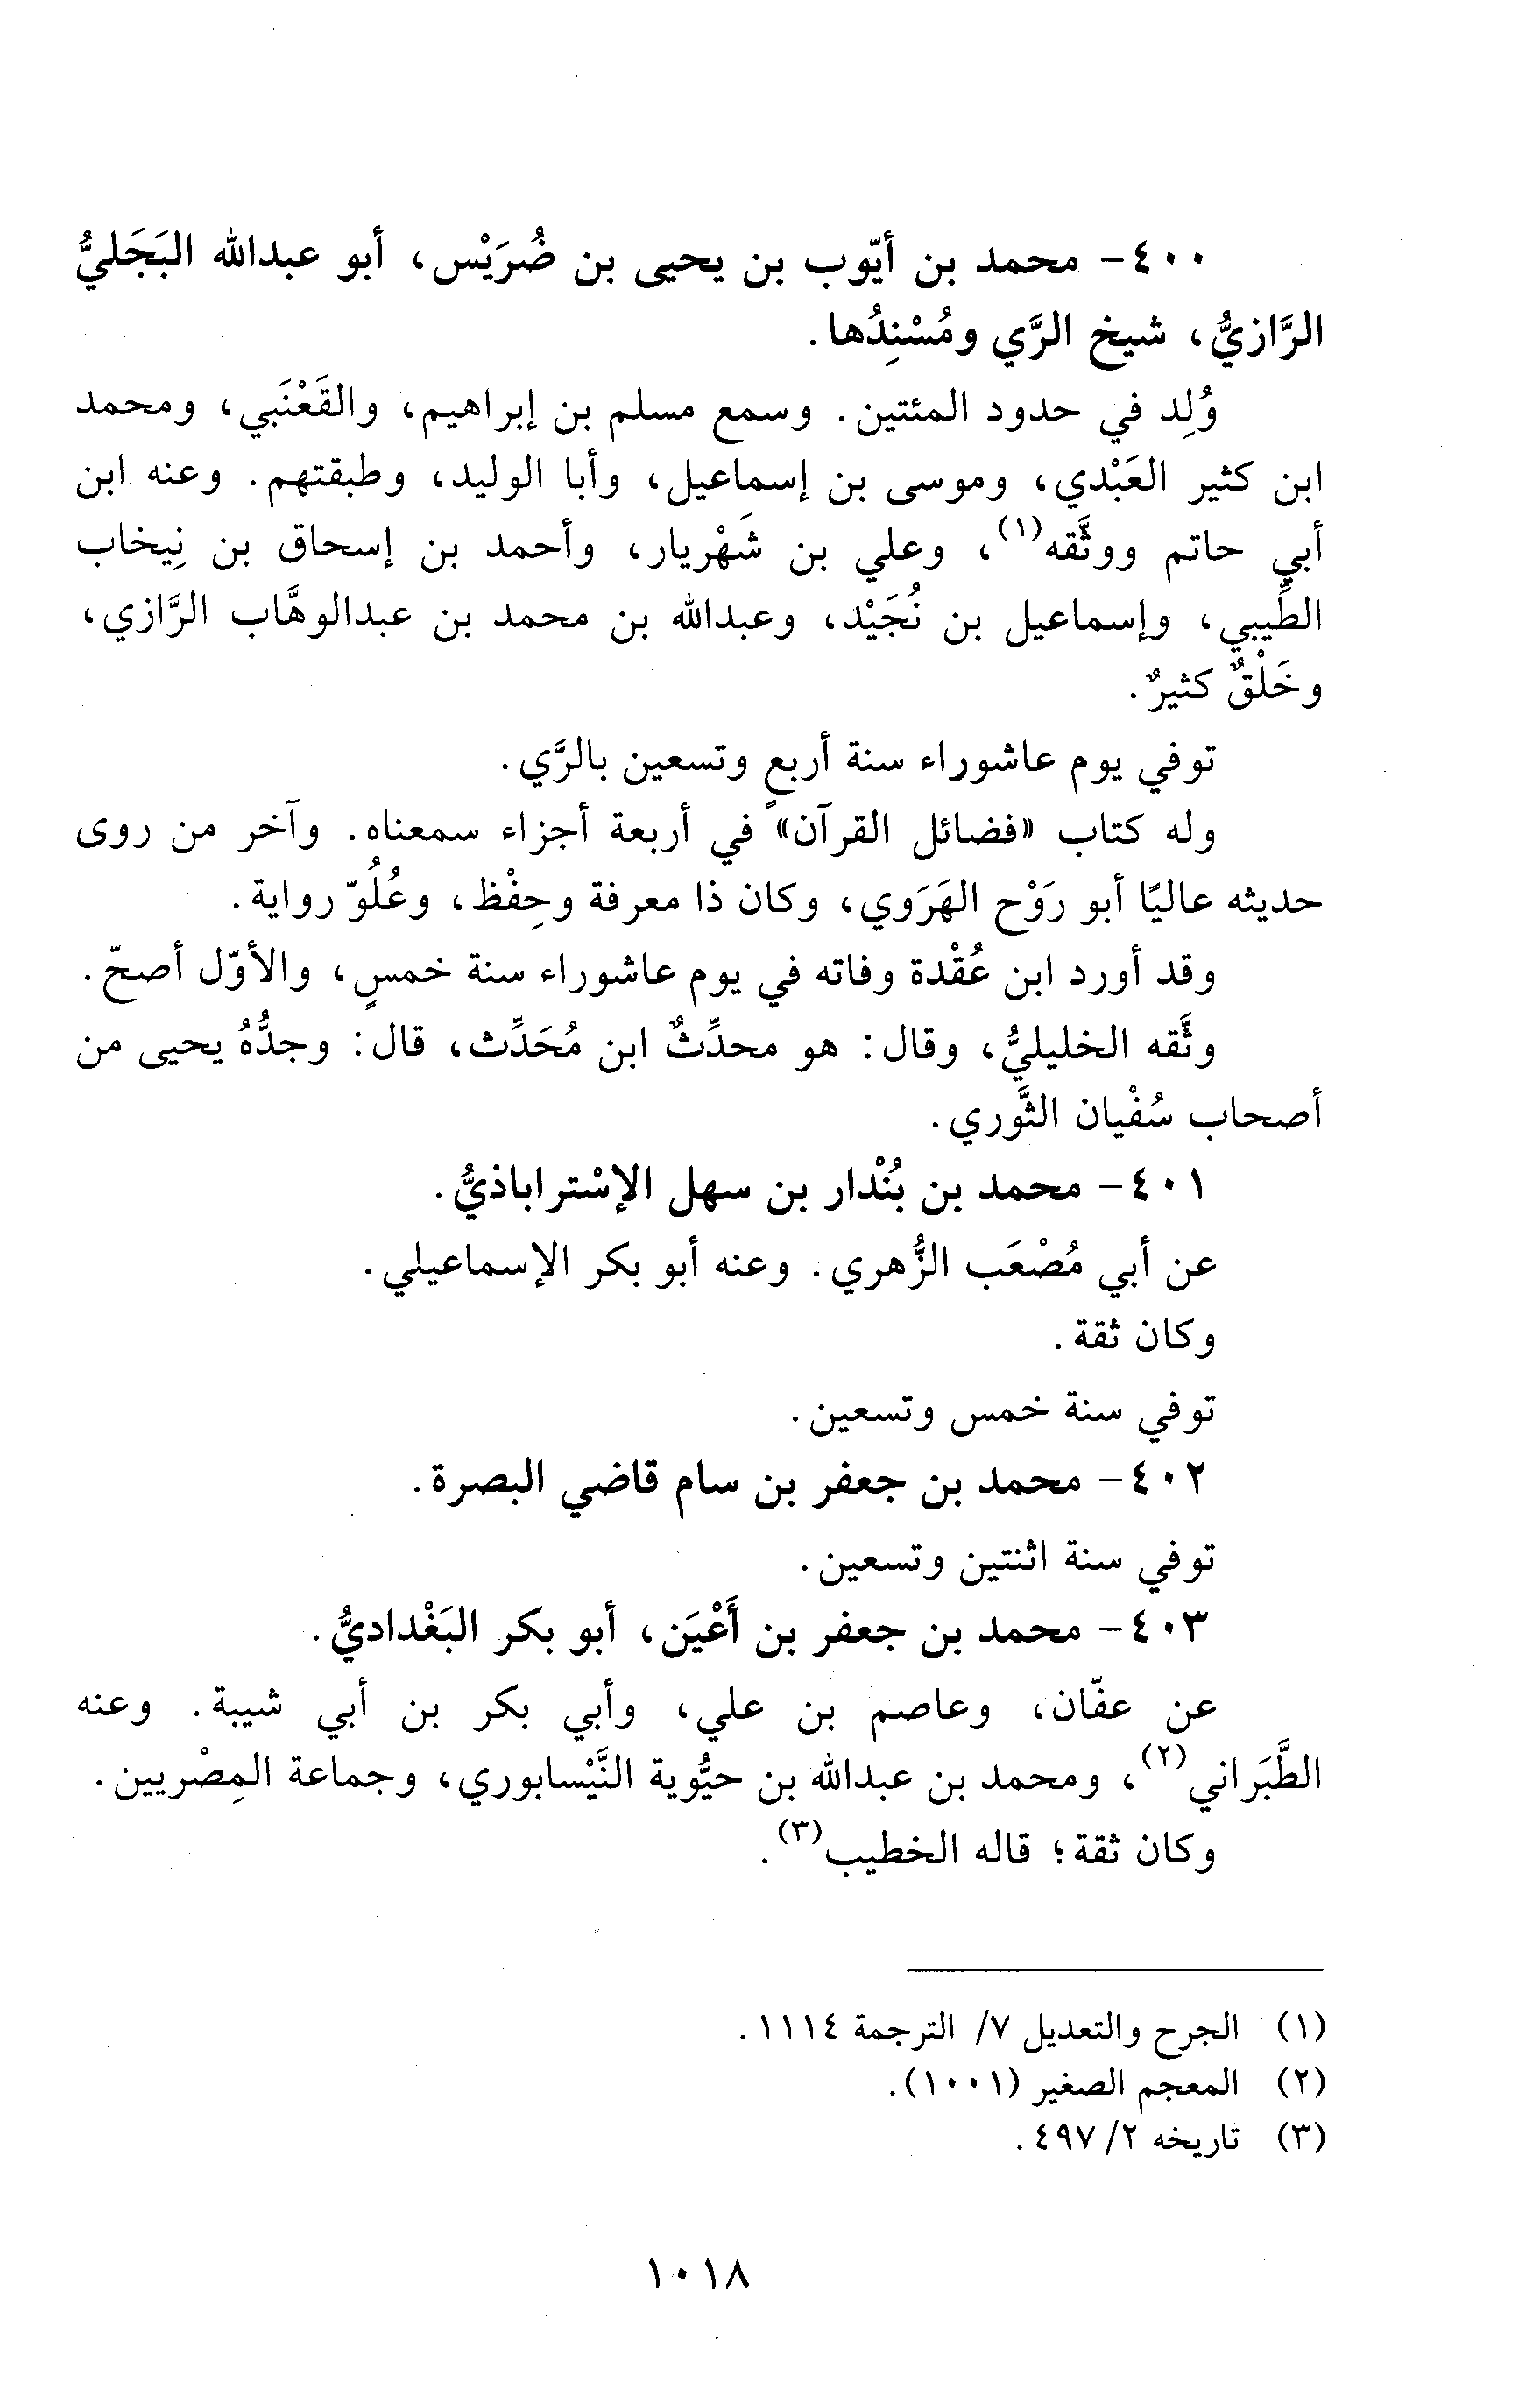 ٤٠٠- محمد بن أيّوب بن يحيى بن ضُرَيْس، أبو عبدالله البَجَليُّ
الرَّازيُّ، شيخ الرَّي ومُسْنِدُها.
وُلِد في حدود المئتين. وسمع مسلم بن إبراهيم، والقَعْنَبي، ومحمد
ابن كثير العَبْدي، وموسى بن إسماعيل، وأبا الوليد، وطبقتهم. وعنه ابن
أبي حاتم ووثَّقه(١)، وعلي بن شَهْريار، وأحمد بن إسحاق بن نِيخاب
الطِّيبي، وإسماعيل بن نُجَيْد، وعبدالله بن محمد بن عبدالوهَّاب الرَّازي،
وخَلْقٌ كثيرٌ.
توفي يوم عاشوراء سنة أربعٍ وتسعين بالرَّي.
وله كتاب «فضائل القرآن» في أربعة أجزاء سمعناه. وآخر من روى
حديثه عاليًا أبو رَوْح الهَرَوي، وكان ذا معرفة وحِفْظ، وعُلُوّ رواية.
وقد أورد ابن عُقْدة وفاته في يوم عاشوراء سنة خمسٍ، والأوّل أصحّ.
وثَّقه الخليليُّ، وقال: هو محدِّثٌ ابن مُحَدِّث، قال: وجدُّهُ يحيى من
أصحاب سُفْيان الثَّوري.
٤٠١- محمد بن بُنْدار بن سهل الإسْتراباذيُّ.
عن أبي مُصْعَب الزُّهري. وعنه أبو بكر الإسماعيلي.
وكان ثقة.
توفي سنة خمس وتسعين.
٤٠٢- محمد بن جعفر بن سام قاضي البصرة.
توفي سنة اثنتين وتسعين.
٤٠٣- محمد بن جعفر بن أَعْيَن، أبو بكر البَغْداديُّ.
عن عفّان، وعاصم بن علي، وأبي بكر بن أبي شيبة. وعنه
الطَّبَراني(٢)، ومحمد بن عبدالله بن حيُّوية النَّيْسابوري، وجماعة المِصْريين.
وكان ثقة؛ قاله الخطيب(٣).
(١) الجرح والتعديل ٧/ الترجمة ١١١٤.
(٢) المعجم الصغير (١٠٠١).
(٣) تاريخه ٢/ ٤٩٧.
١٠١٨